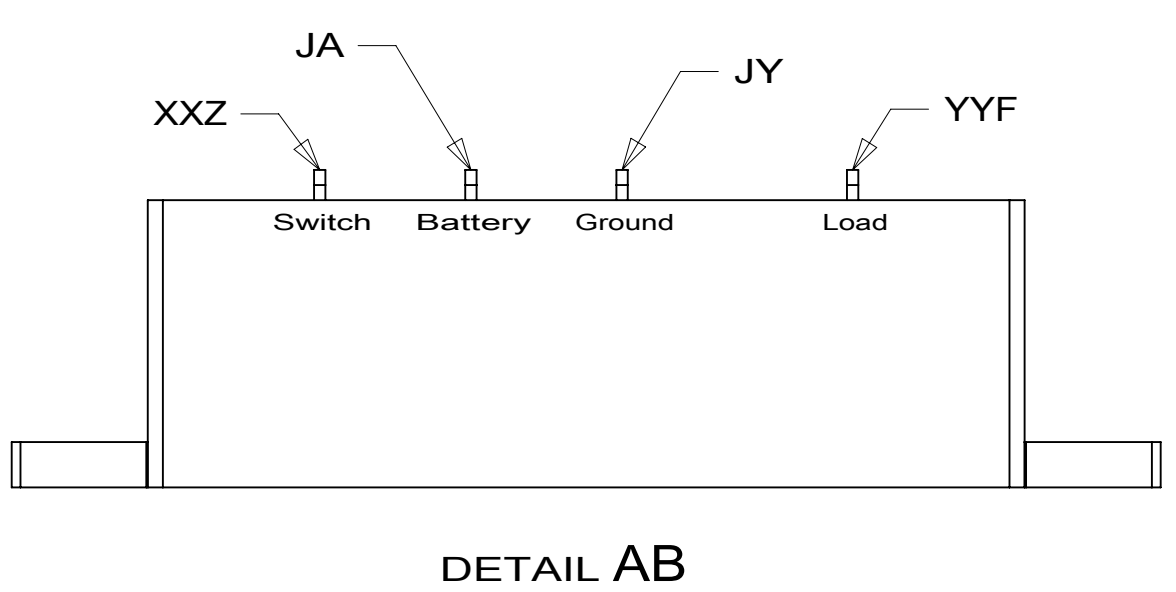 JA
JY
XXZ
YYF
Switch Battery Ground Load
DETAIL AB